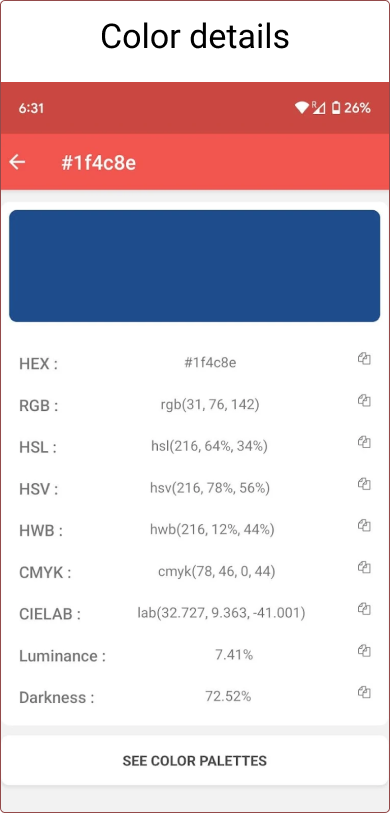 Color details
6:31
R
26%
#1f4c8e
HEX :
#1f4c8e
RGB :
rgb(31, 76, 142)
HSL :
hsl(216, 64%, 34%)
HSV :
hsv(216, 78%, 56%)
HWB :
hwb(216, 12%, 44%)
CMYK :
cmyk(78, 46, 0, 44)
CIELAB :
lab(32.727, 9.363, -41.001)
Luminance :
7.41%
Darkness :
72.52%
SEE COLOR PALETTES